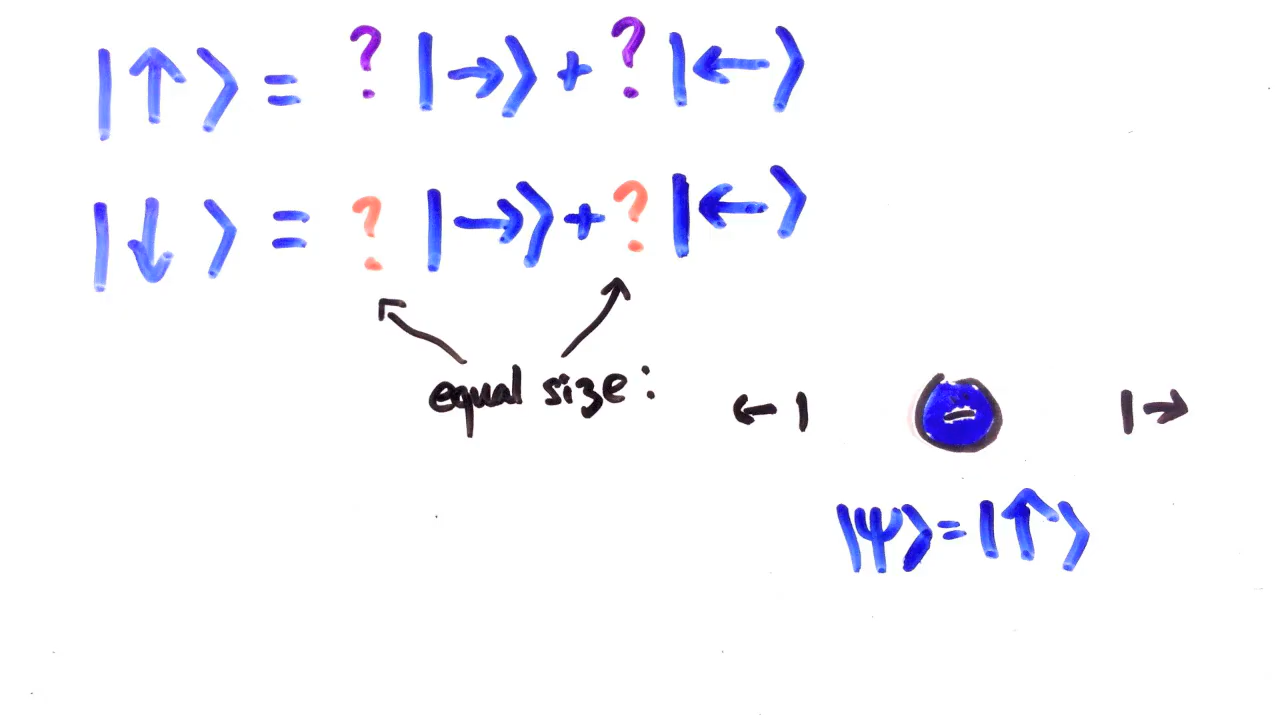 |↑⟩ = ? |→⟩ + ? |←⟩
|↓⟩ = ? |→⟩ + ? |←⟩
equal size:
← | − | →
|ψ⟩ = |↑⟩